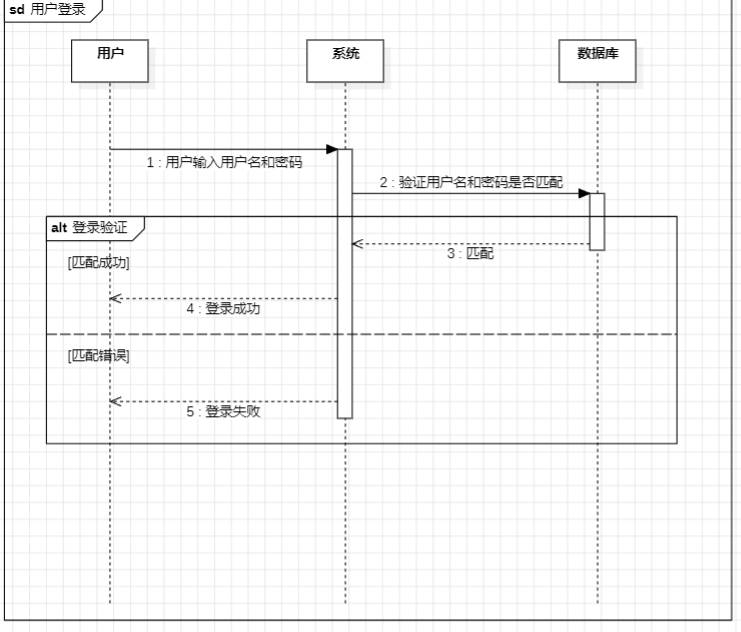 sd 用户登录
用户
系统
数据库
1 : 用户输入用户名和密码
2 : 验证用户名和密码是否匹配
alt 登录验证
3 : 匹配
[匹配成功]
4 : 登录成功
[匹配错误]
5 : 登录失败